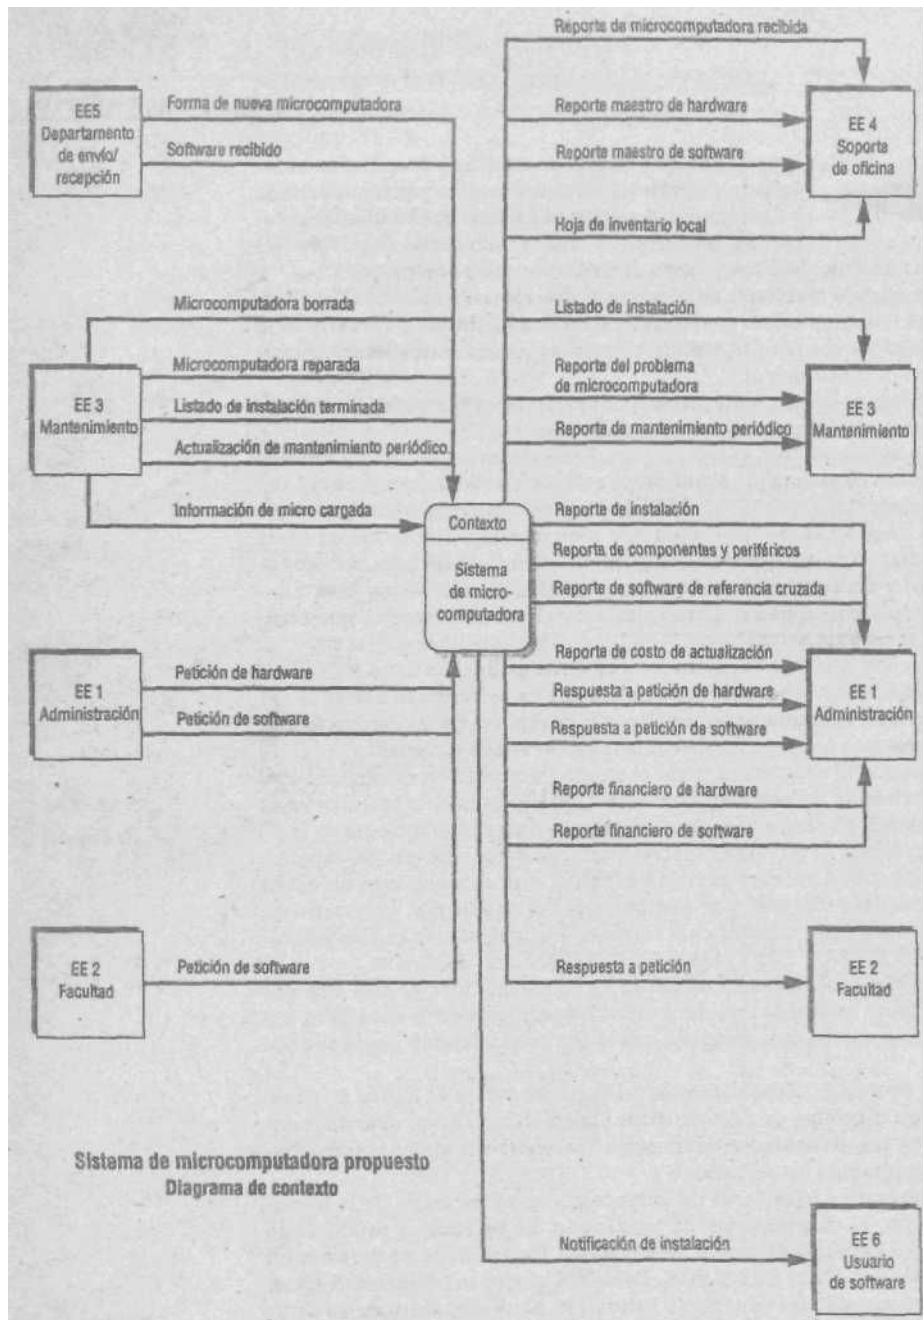 Reporte de microcomputadora recibida
EE5
Departamento
de envío/
recepción
Forma de nueva microcomputadora
Software recibido
Reporte maestro de hardware
Reporte maestro de software
Hoja de inventario local
EE 4
Soporte
de oficina
Microcomputadora borrada
Microcomputadora reparada
Listado de instalación terminada
Actualización de mantenimiento periódico
Información de micro cargada
EE 3
Mantenimiento
Listado de instalación
Reporte del problema
de microcomputadora
Reporte de mantenimiento periódico
EE 3
Mantenimiento
Contexto
Sistema
de micro-
computadora
Reporte de instalación
Reporta de componentes y periféricos
Reporte de software de referencia cruzada
EE 1
Administración
Petición de hardware
Petición de software
Reporte de costo de actualización
Respuesta a petición de hardware
Respuesta a petición de software
Reporte financiero de hardware
Reporte financiero de software
EE 1
Administración
EE 2
Facultad
Petición de software
Respuesta a petición
EE 2
Facultad
Sistema de microcomputadora propuesto
Diagrama de contexto
Notificación de instalación
EE 6
Usuario
de software